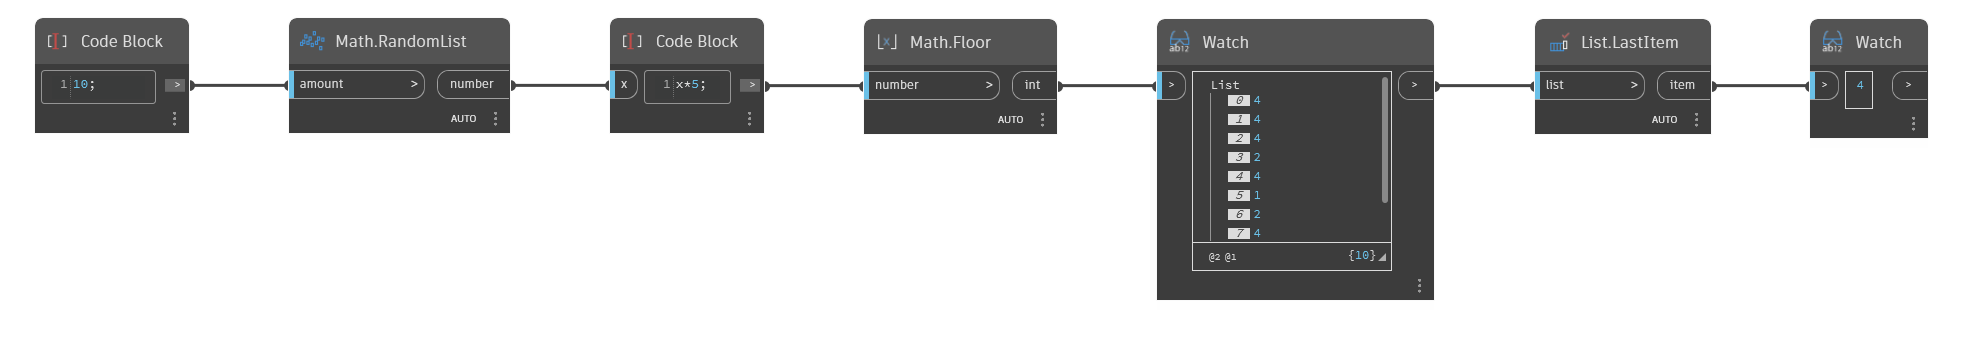 Code Block
1 10;
>
Math.RandomList
amount >
number
AUTO
Code Block
x
1 x*5;
>
Math.Floor
number >
int
AUTO
ab12
Watch
>
List
0 4
1 4
2 4
3 2
4 4
5 1
6 2
7 4
@2 @1
{10}
>
List.LastItem
list >
item
AUTO
ab12
Watch
>
4
>